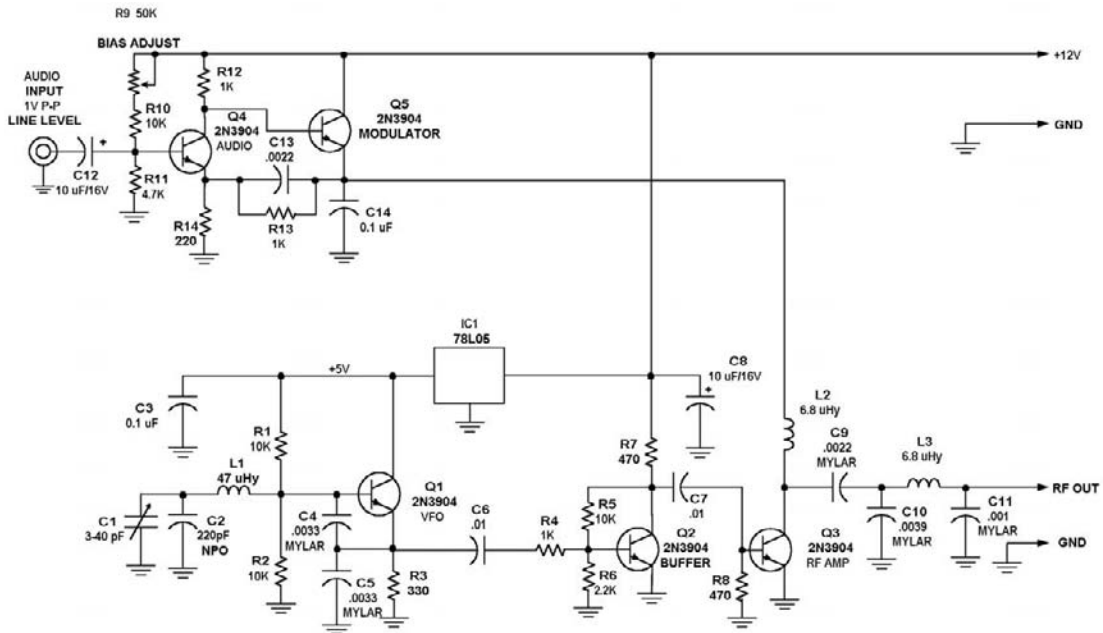 R9 50K
BIAS ADJUST
+12V
AUDIO
INPUT
1V P-P
LINE LEVEL
R12
1K
Q5
2N3904
MODULATOR
R10
10K
Q4
2N3904
AUDIO
C13
.0022
GND
+
C12
10 uF/16V
R11
4.7K
R14
220
R13
1K
C14
0.1 uF
IC1
78L05
+5V
C8
10 uF/16V
+
C3
0.1 uF
R1
10K
L2
6.8 uHy
L1
47 uHy
R7
470
C9
.0022
MYLAR
L3
6.8 uHy
Q1
2N3904
VFO
C1
3-40 pF
C2
220pF
NPO
C4
.0033
MYLAR
C6
.01
R4
1K
R5
10K
C7
.01
Q2
2N3904
BUFFER
Q3
2N3904
RF AMP
C10
.0039
MYLAR
C11
.001
MYLAR
RF OUT
GND
R2
10K
C5
.0033
MYLAR
R3
330
R6
2.2K
R8
470